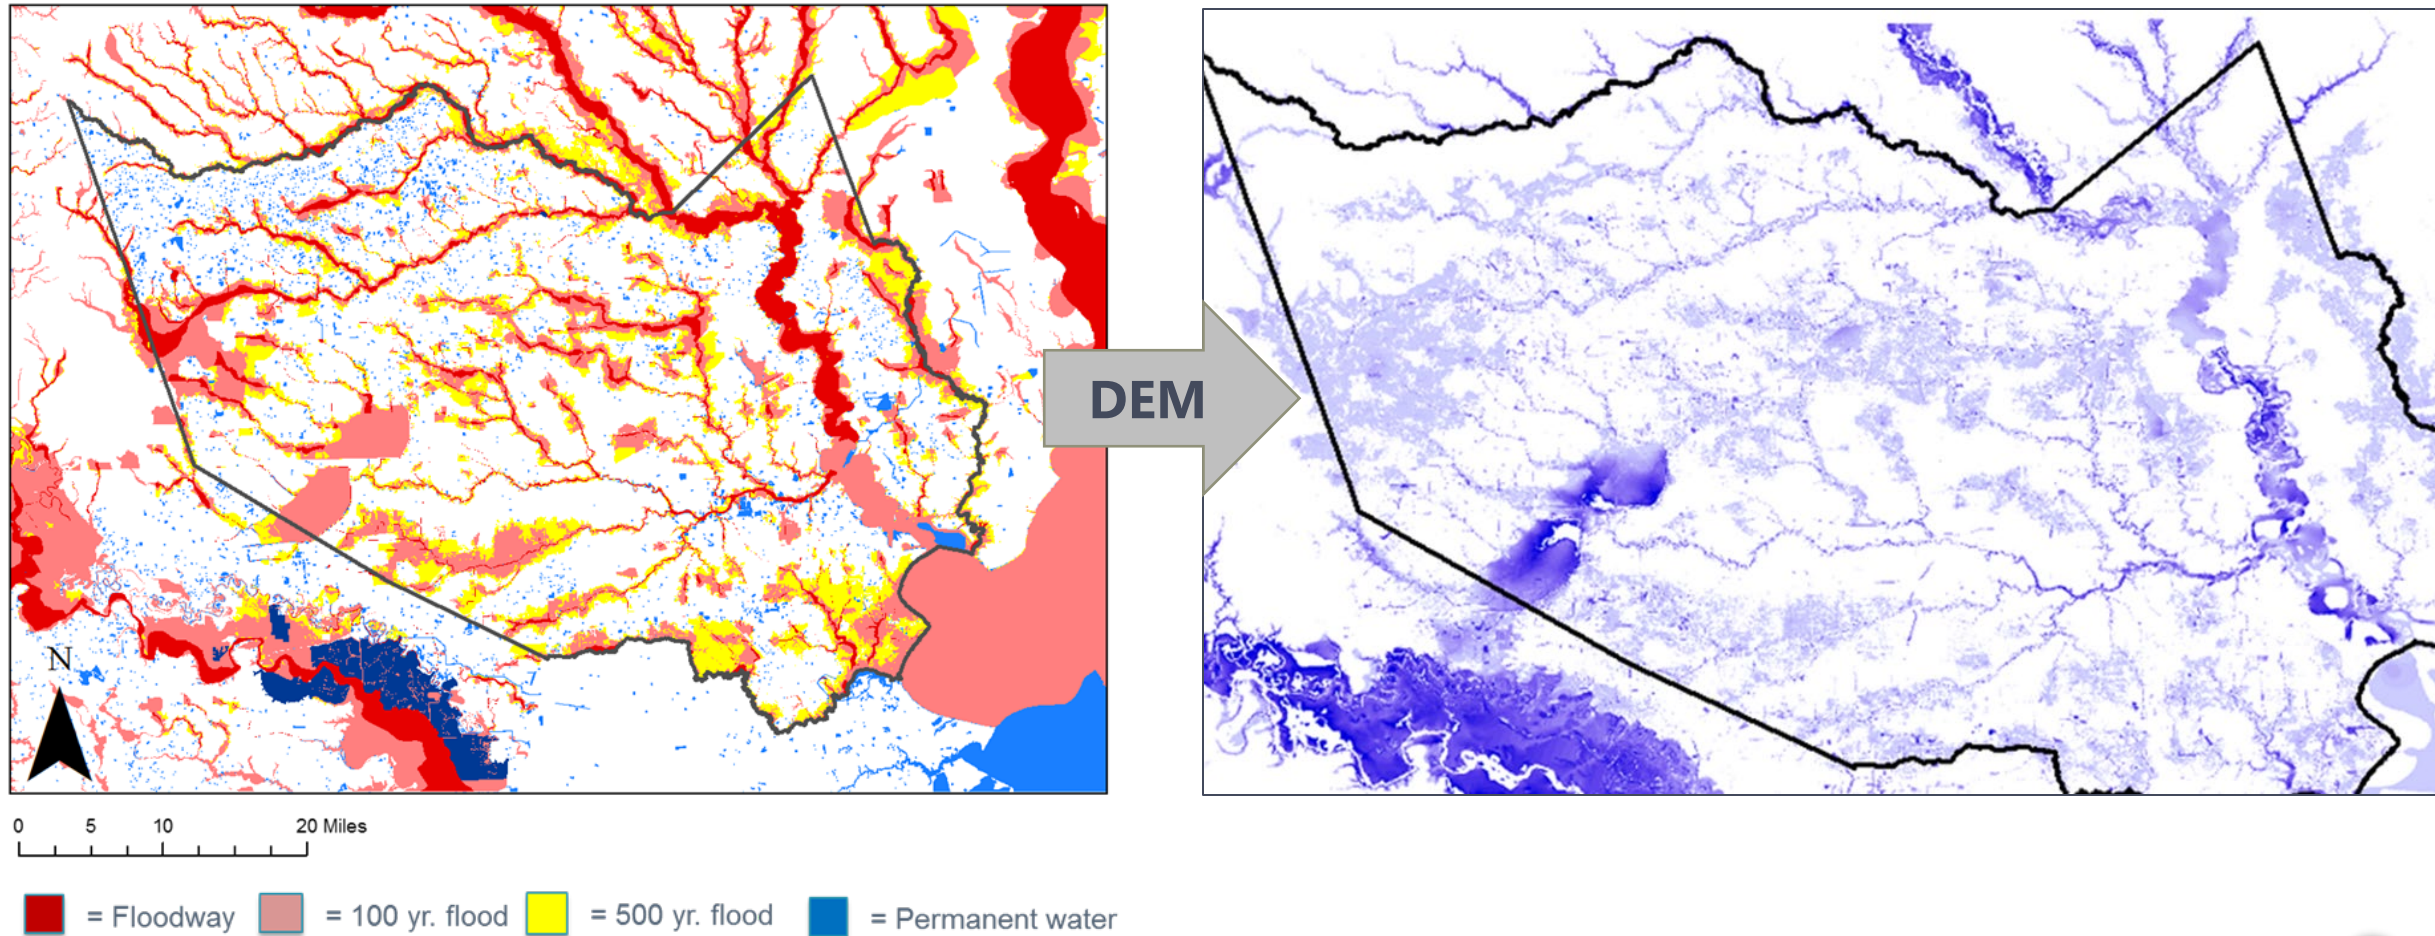 DEM
N
0 5 10 20 Miles
= Floodway = 100 yr. flood = 500 yr. flood = Permanent water